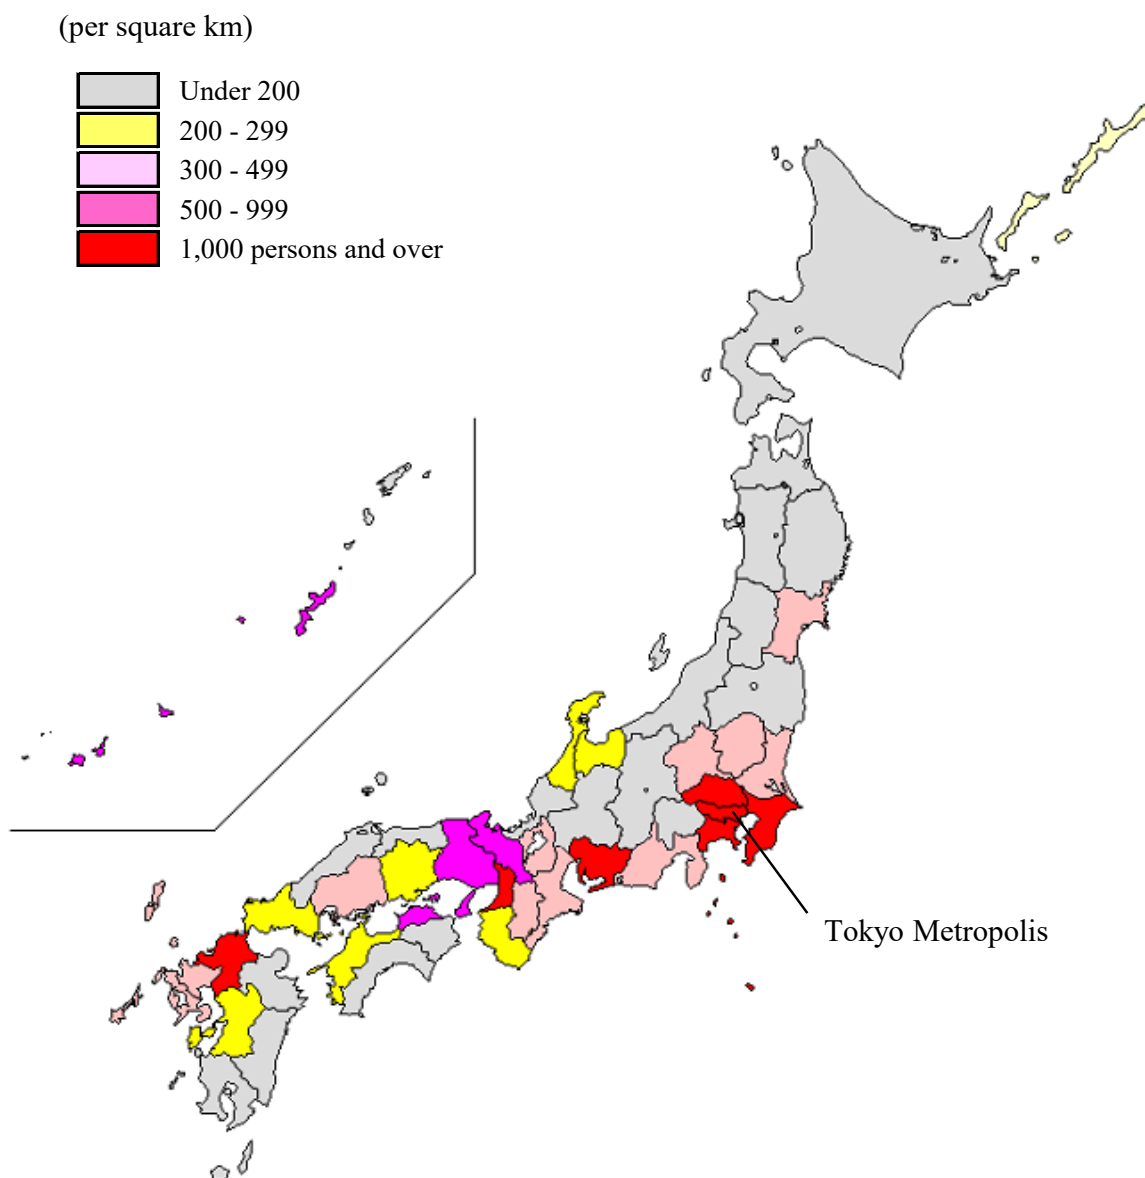 (per square km)
Under 200
200 - 299
300 - 499
500 - 999
1,000 persons and over
Tokyo Metropolis